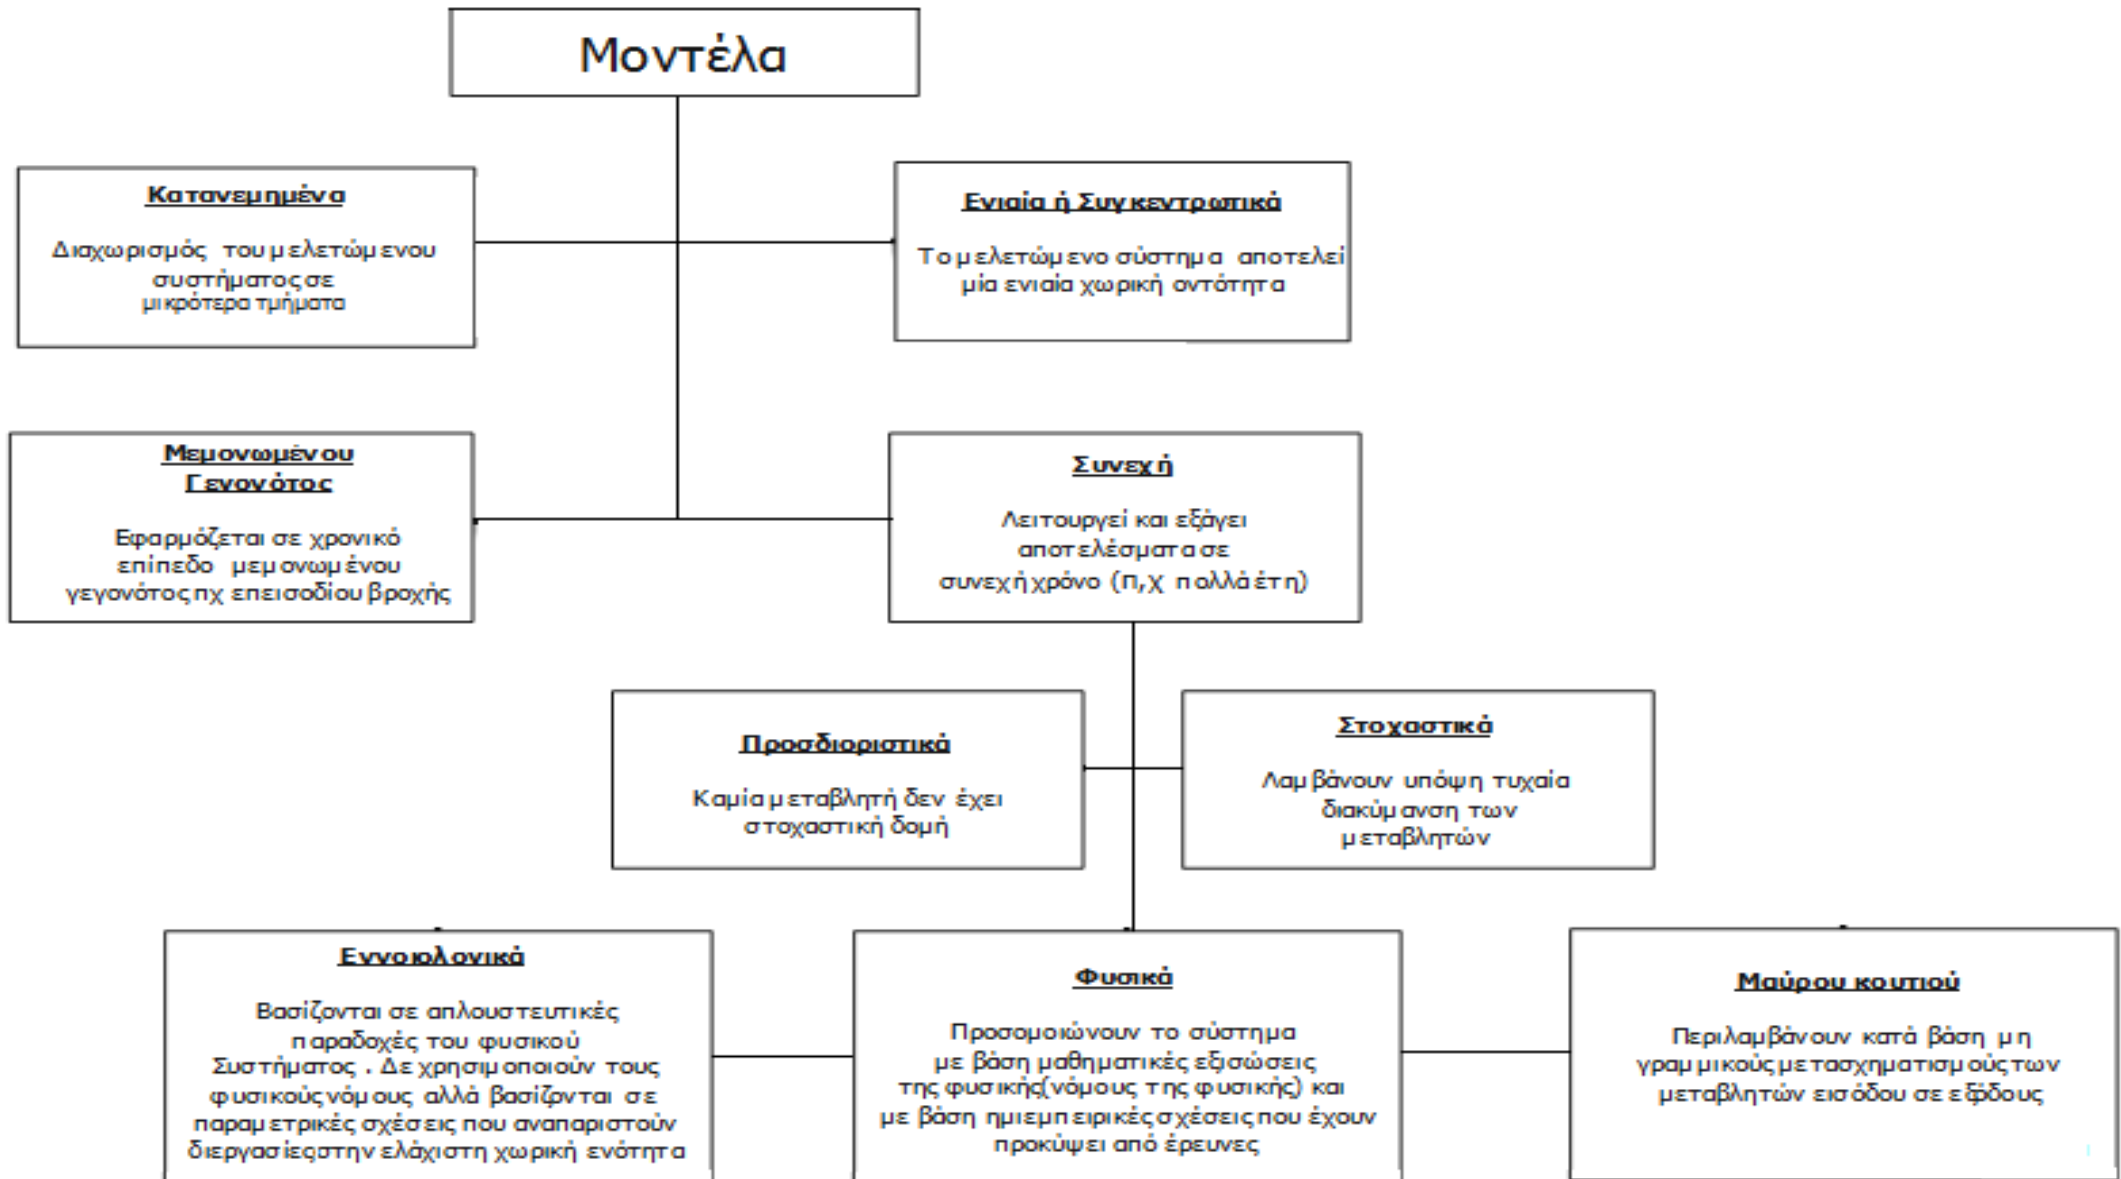 Μοντέλα
Κατανεμημένα
Διαχωρισμός του μελετώμενου
συστήματος σε
μικρότερα τμήματα
Ενιαία ή Συγκεντρωτικά
Το μελετώμενο σύστημα αποτελεί
μία ενιαία χωρική οντότητα
Μεμονωμένου
Γεγονότος
Εφαρμόζεται σε χρονικό
επίπεδο μεμονωμένου
γεγονότος πχ επεισοδίου βροχής
Συνεχή
Λειτουργεί και εξάγει
αποτελέσματα σε
συνεχή χρόνο (π,χ πολλά έτη)
Προσδιοριστικά
Καμία μεταβλητή δεν έχει
στοχαστική δομή
Στοχαστικά
Λαμβάνουν υπόψη τυχαία
διακύμανση των
μεταβλητών
Εννοιολογικά
Βασίζονται σε απλουστευτικές
παραδοχές του φυσικού
Συστήματος . Δε χρησιμοποιούν τους
φυσικούς νόμους αλλά βασίζονται σε
παραμετρικές σχέσεις που αναπαριστούν
διεργασίες στην ελάχιστη χωρική ενότητα
Φυσικά
Προσομοιώνουν το σύστημα
με βάση μαθηματικές εξισώσεις
της φυσικής(νόμους της φυσικής) και
με βάση ημιεμπειρικές σχέσεις που έχουν
προκύψει από έρευνες
Μαύρου κουτιού
Περιλαμβάνουν κατά βάση μη
γραμμικούς μετασχηματισμούς των
μεταβλητών εισόδου σε εξόδους